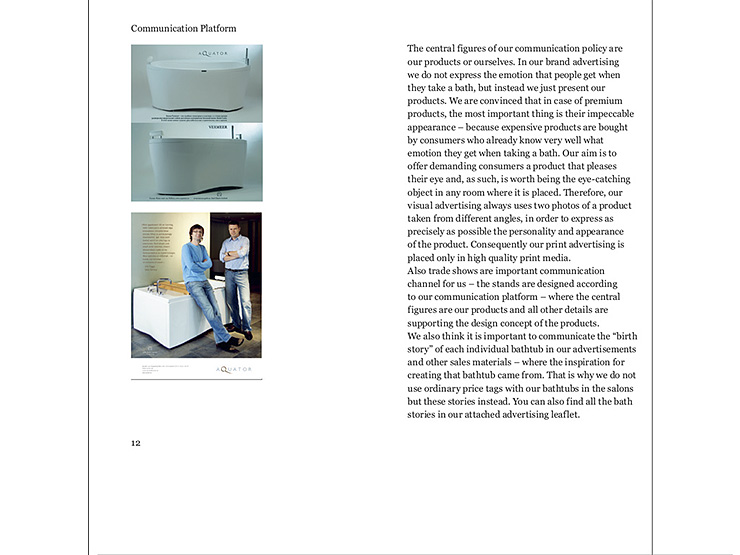 Communication Platform
AQUATOR
VERMEER
AQUATOR
12
The central figures of our communication policy are
our products or ourselves. In our brand advertising
we do not express the emotion that people get when
they take a bath, but instead we just present our
products. We are convinced that in case of premium
products, the most important thing is their impeccable
appearance – because expensive products are bought
by consumers who already know very well what
emotion they get when taking a bath. Our aim is to
offer demanding consumers a product that pleases
their eye and, as such, is worth being the eye-catching
object in any room where it is placed. Therefore, our
visual advertising always uses two photos of a product
taken from different angles, in order to express as
precisely as possible the personality and appearance
of the product. Consequently our print advertising is
placed only in high quality print media.
Also trade shows are important communication
channel for us – the stands are designed according
to our communication platform – where the central
figures are our products and all other details are
supporting the design concept of the products.
We also think it is important to communicate the “birth
story” of each individual bathtub in our advertisements
and other sales materials – where the inspiration for
creating that bathtub came from. That is why we do not
use ordinary price tags with our bathtubs in the salons
but these stories instead. You can also find all the bath
stories in our attached advertising leaflet.